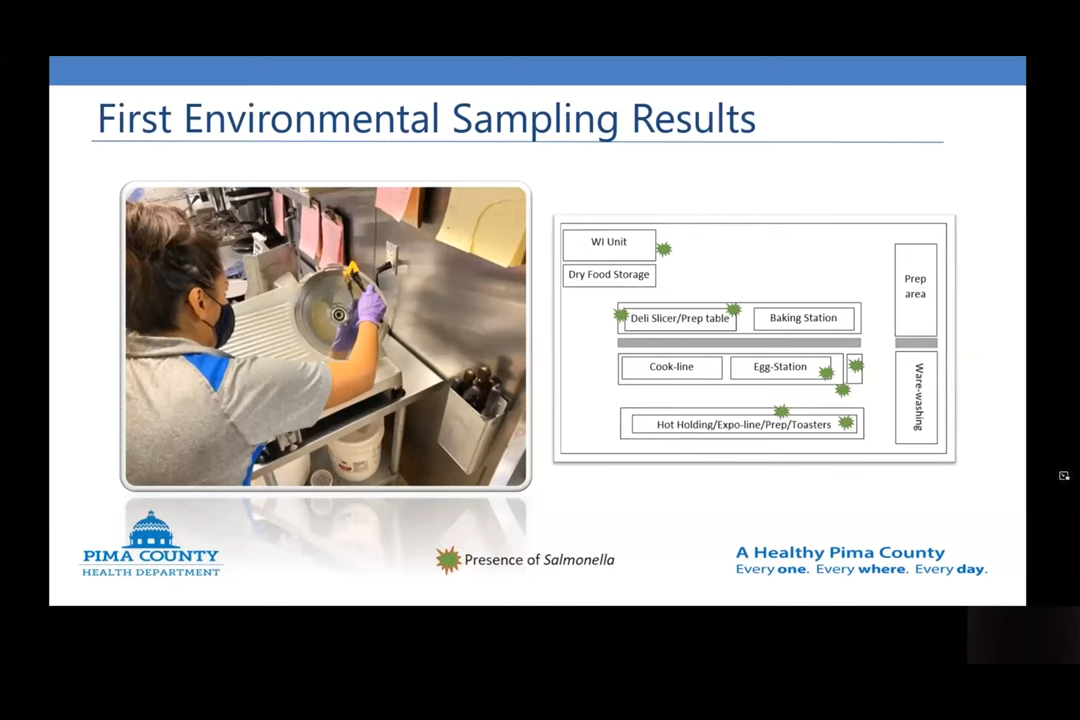 First Environmental Sampling Results
WI Unit
Dry Food Storage
Prep
area
Deli Slicer/Prep table
Baking Station
Cook-line
Egg-Station
Ware-washing
Hot Holding/Expo-line/Prep/Toasters
PIMA COUNTY
HEALTH DEPARTMENT
Presence of Salmonella
A Healthy Pima County
Every one. Every where. Every day.